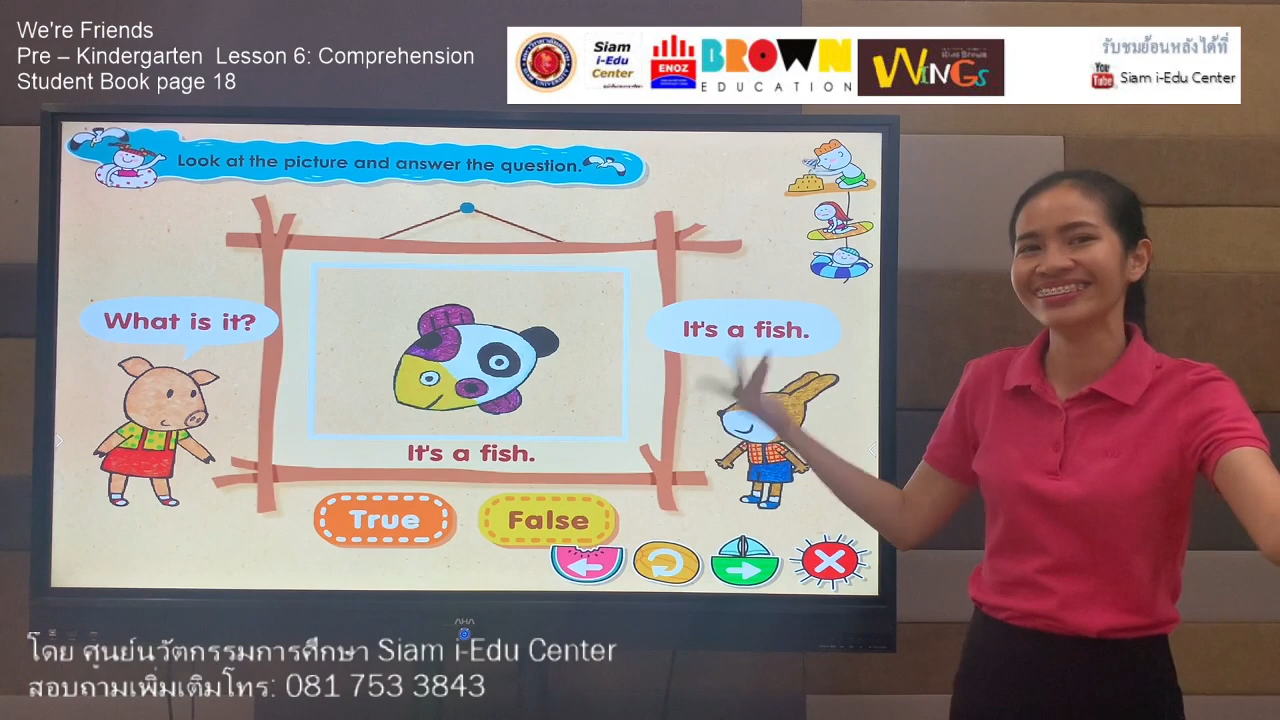 We're Friends
Pre – Kindergarten  Lesson 6: Comprehension
Student Book page 18
Siam
i-Edu
Center
ENOZ
BROWN
EDUCATION
WiNGs
รับชมย้อนหลังได้ที่
You
Tube
Siam i-Edu Center
Look at the picture and answer the question.
What is it?
It's a fish.
It's a fish.
True
False
โดย ศูนย์นวัตกรรมการศึกษา Siam i-Edu Center
สอบถามเพิ่มเติมโทร: 081 753 3843